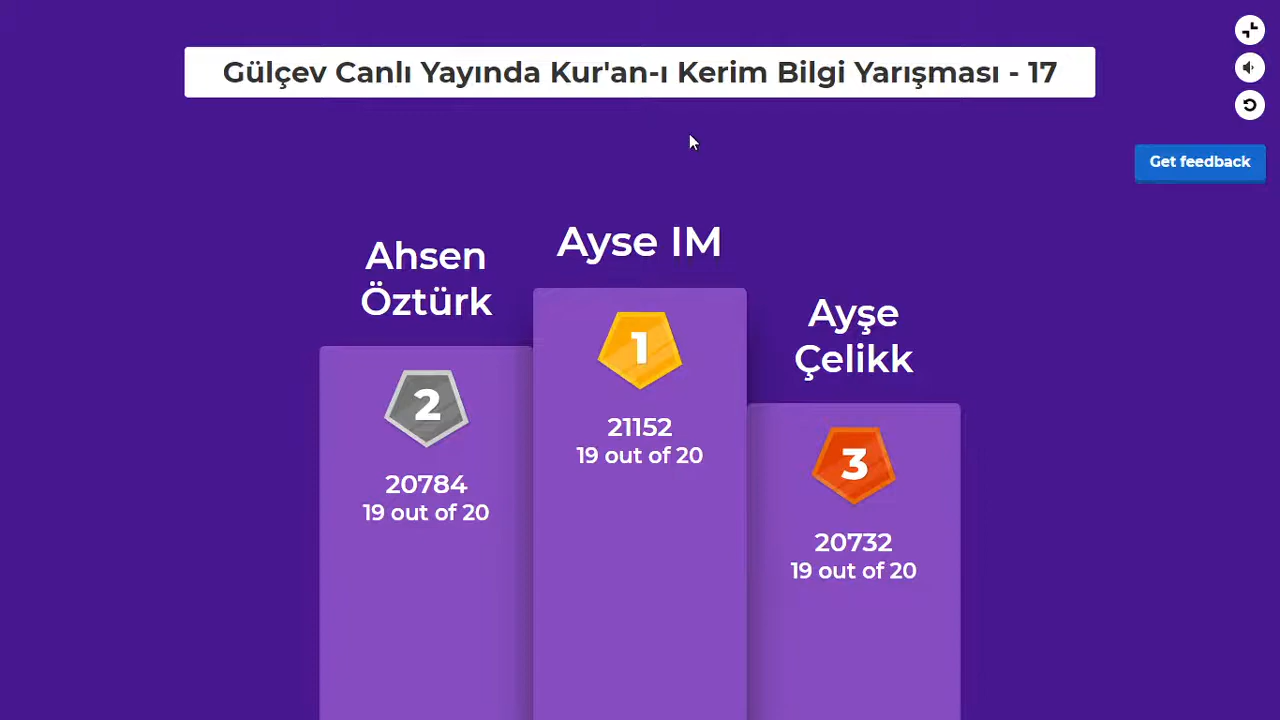 Gülçev Canlı Yayında Kur'an-ı Kerim Bilgi Yarışması - 17
Get feedback
Ayse IM
1
21152
19 out of 20
Ahsen
Öztürk
2
20784
19 out of 20
Ayşe
Çelikk
3
20732
19 out of 20